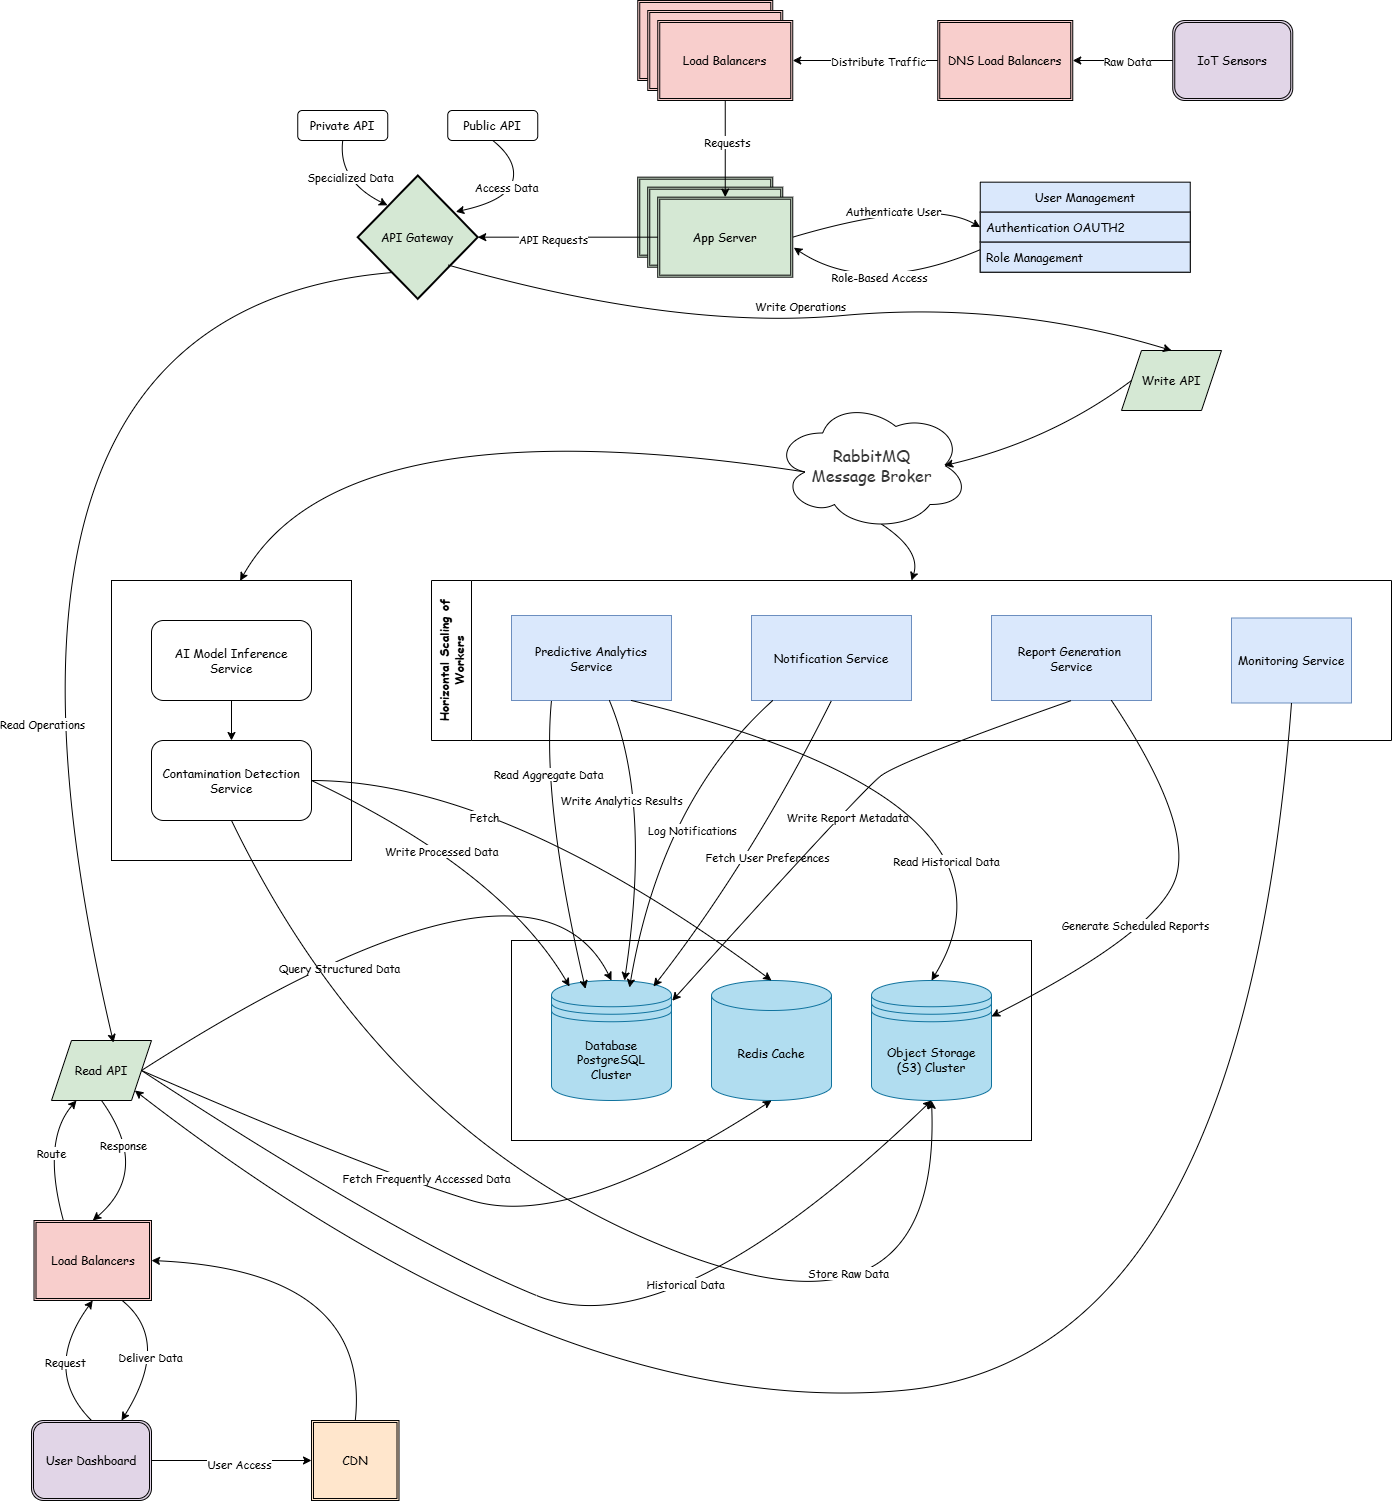 Load Balancers
Distribute Traffic
DNS Load Balancers
Raw Data
IoT Sensors
Private API
Public API
Requests
Specialized Data
Access Data
User Management
Authenticate User
Authentication OAUTH2
API Gateway
API Requests
App Server
Role Management
Role-Based Access
Write Operations
Write API
RabbitMQ
Message Broker
Horizontal Scaling of
Workers
AI Model Inference
Service
Predictive Analytics
Service
Notification Service
Report Generation
Service
Monitoring Service
Read Operations
Contamination Detection
Service
Read Aggregate Data
Write Analytics Results
Fetch
Write Report Metadata
Log Notifications
Write Processed Data
Fetch User Preferences
Read Historical Data
Generate Scheduled Reports
Query Structured Data
Database
PostgreSQL
Cluster
Redis Cache
Object Storage
(S3) Cluster
Read API
Route
Response
Fetch Frequently Accessed Data
Load Balancers
Store Raw Data
Historical Data
Request
Deliver Data
User Dashboard
User Access
CDN